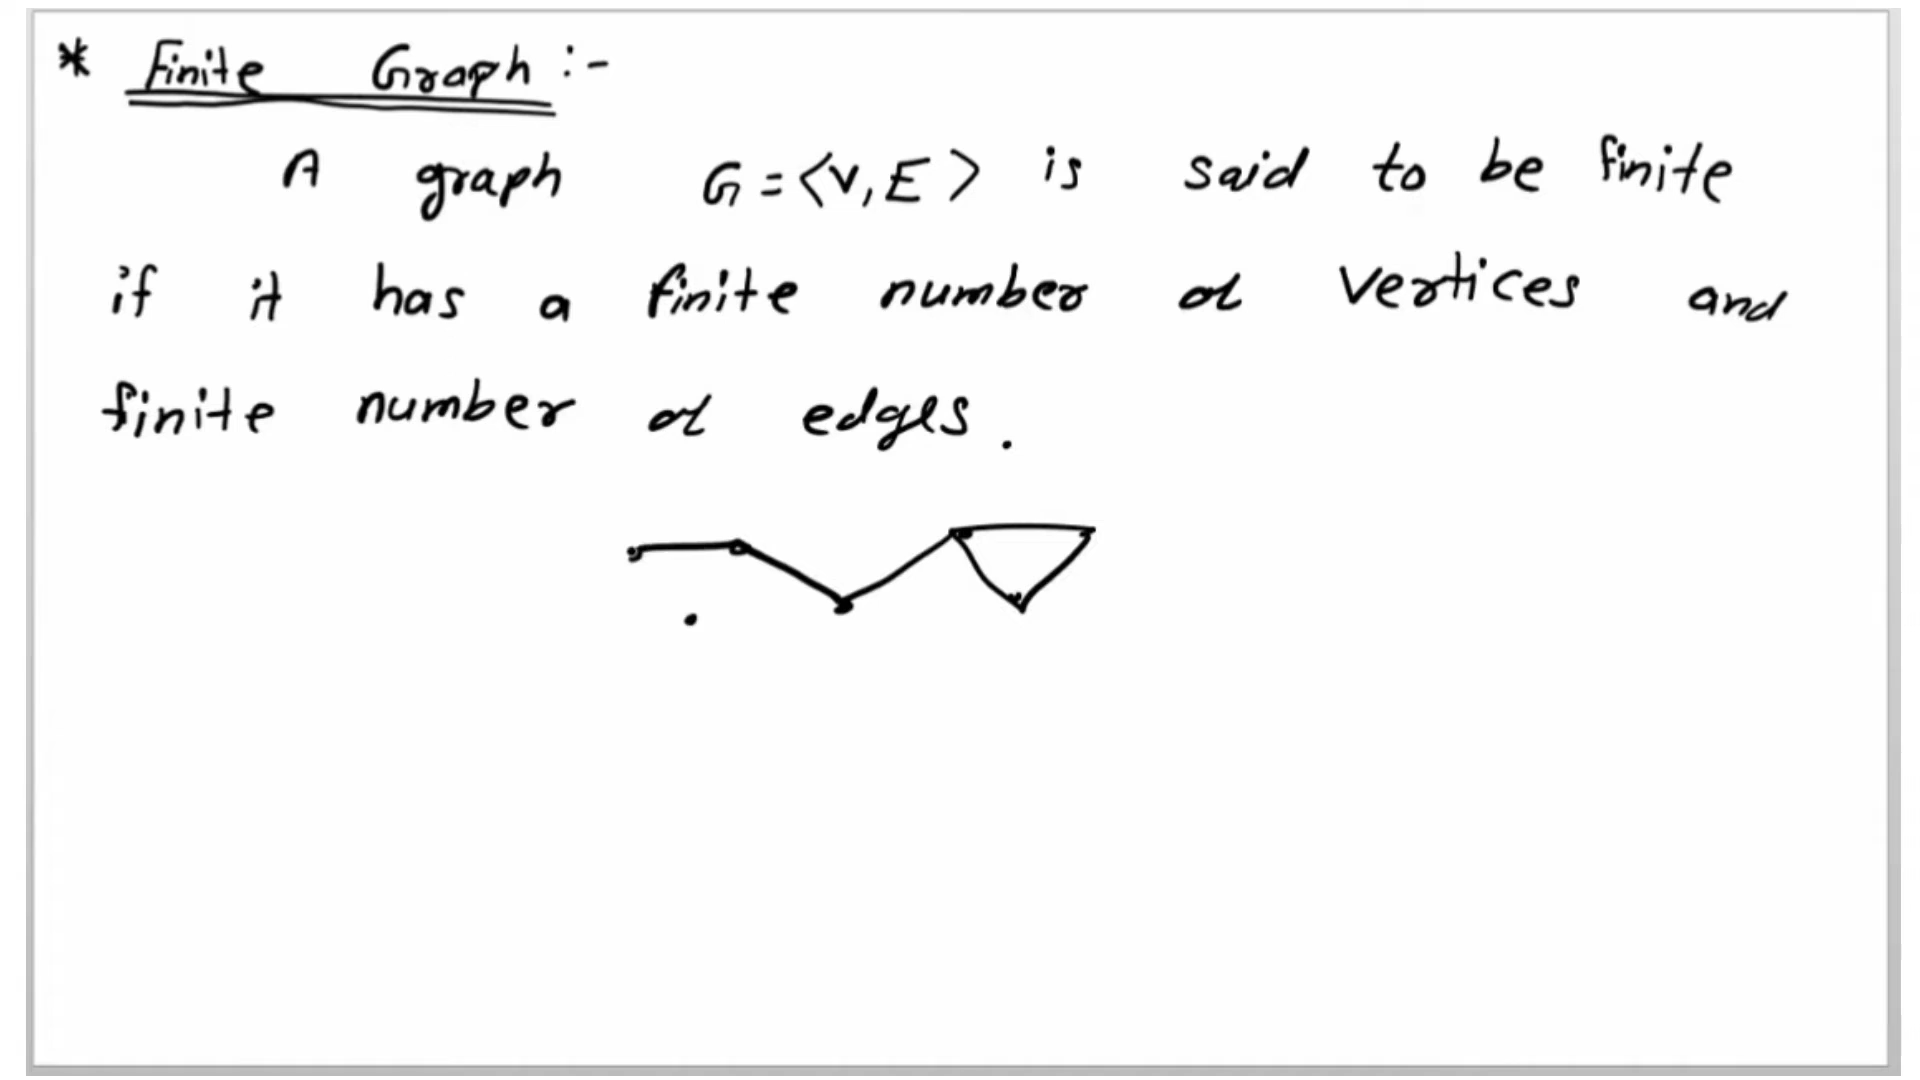 * Finite Graph :-
A graph G = <V, E> is said to be finite
if it has a finite number of vertices and
finite number of edges.